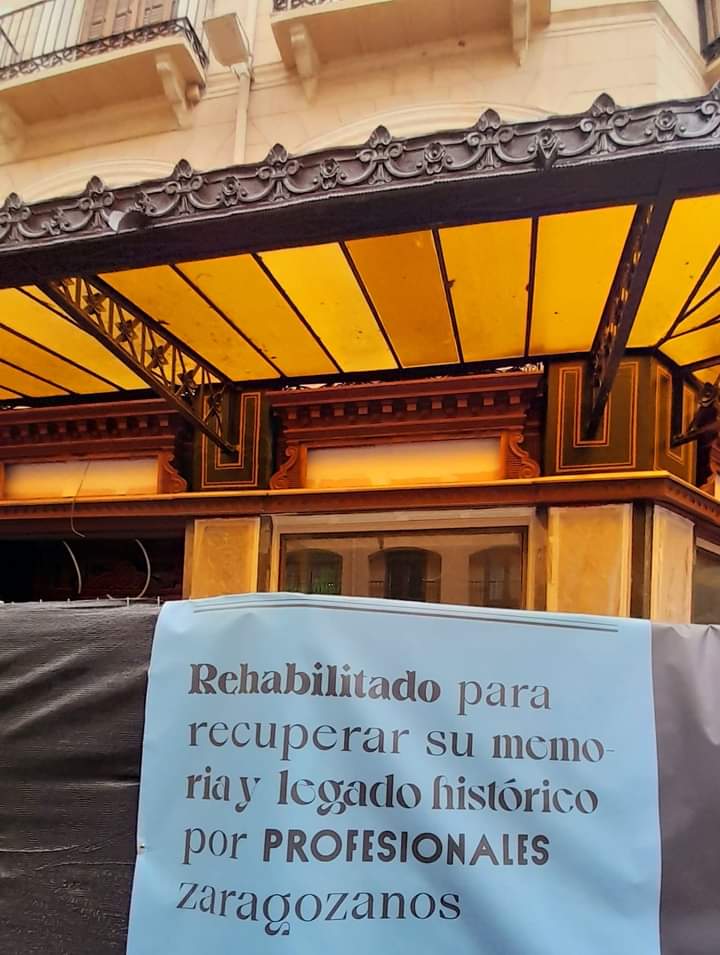 Rehabilitado para
recuperar su memo-
ria y legado histórico
por PROFESIONALES
zaragozanos